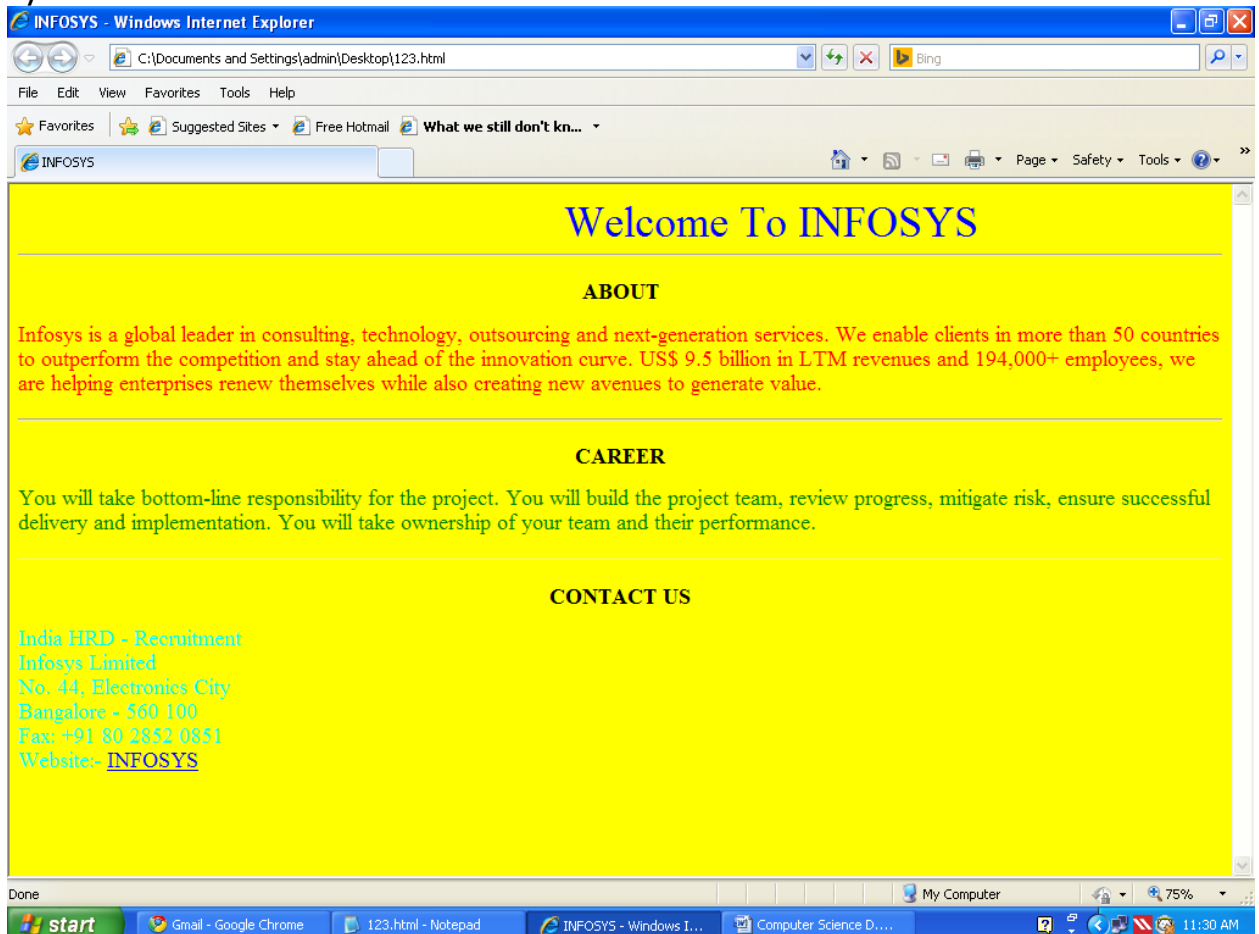 INFOSYS - Windows Internet Explorer
C:\Documents and Settings\admin\Desktop\123.html
Bing
File Edit View Favorites Tools Help
Favorites Suggested Sites Free Hotmail What we still don't kn...
INFOSYS
Page Safety Tools »
Welcome To INFOSYS
ABOUT
Infosys is a global leader in consulting, technology, outsourcing and next-generation services. We enable clients in more than 50 countries
to outperform the competition and stay ahead of the innovation curve. US$ 9.5 billion in LTM revenues and 194,000+ employees, we
are helping enterprises renew themselves while also creating new avenues to generate value.
CAREER
You will take bottom-line responsibility for the project. You will build the project team, review progress, mitigate risk, ensure successful
delivery and implementation. You will take ownership of your team and their performance.
CONTACT US
India HRD - Recruitment
Infosys Limited
No. 44, Electronics City
Bangalore - 560 100
Fax: +91 80 2852 0851
Website:- INFOSYS
Done My Computer 75%
start Gmail - Google Chrome 123.html - Notepad INFOSYS - Windows I... Computer Science D.... 11:30 AM